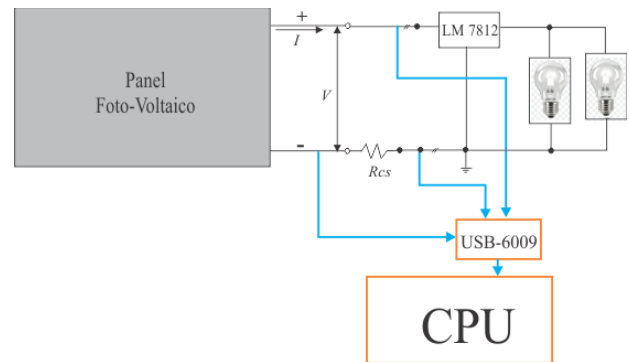 +
I
LM 7812
Panel
Foto-Voltaico
V
-
Rcs
USB-6009
CPU